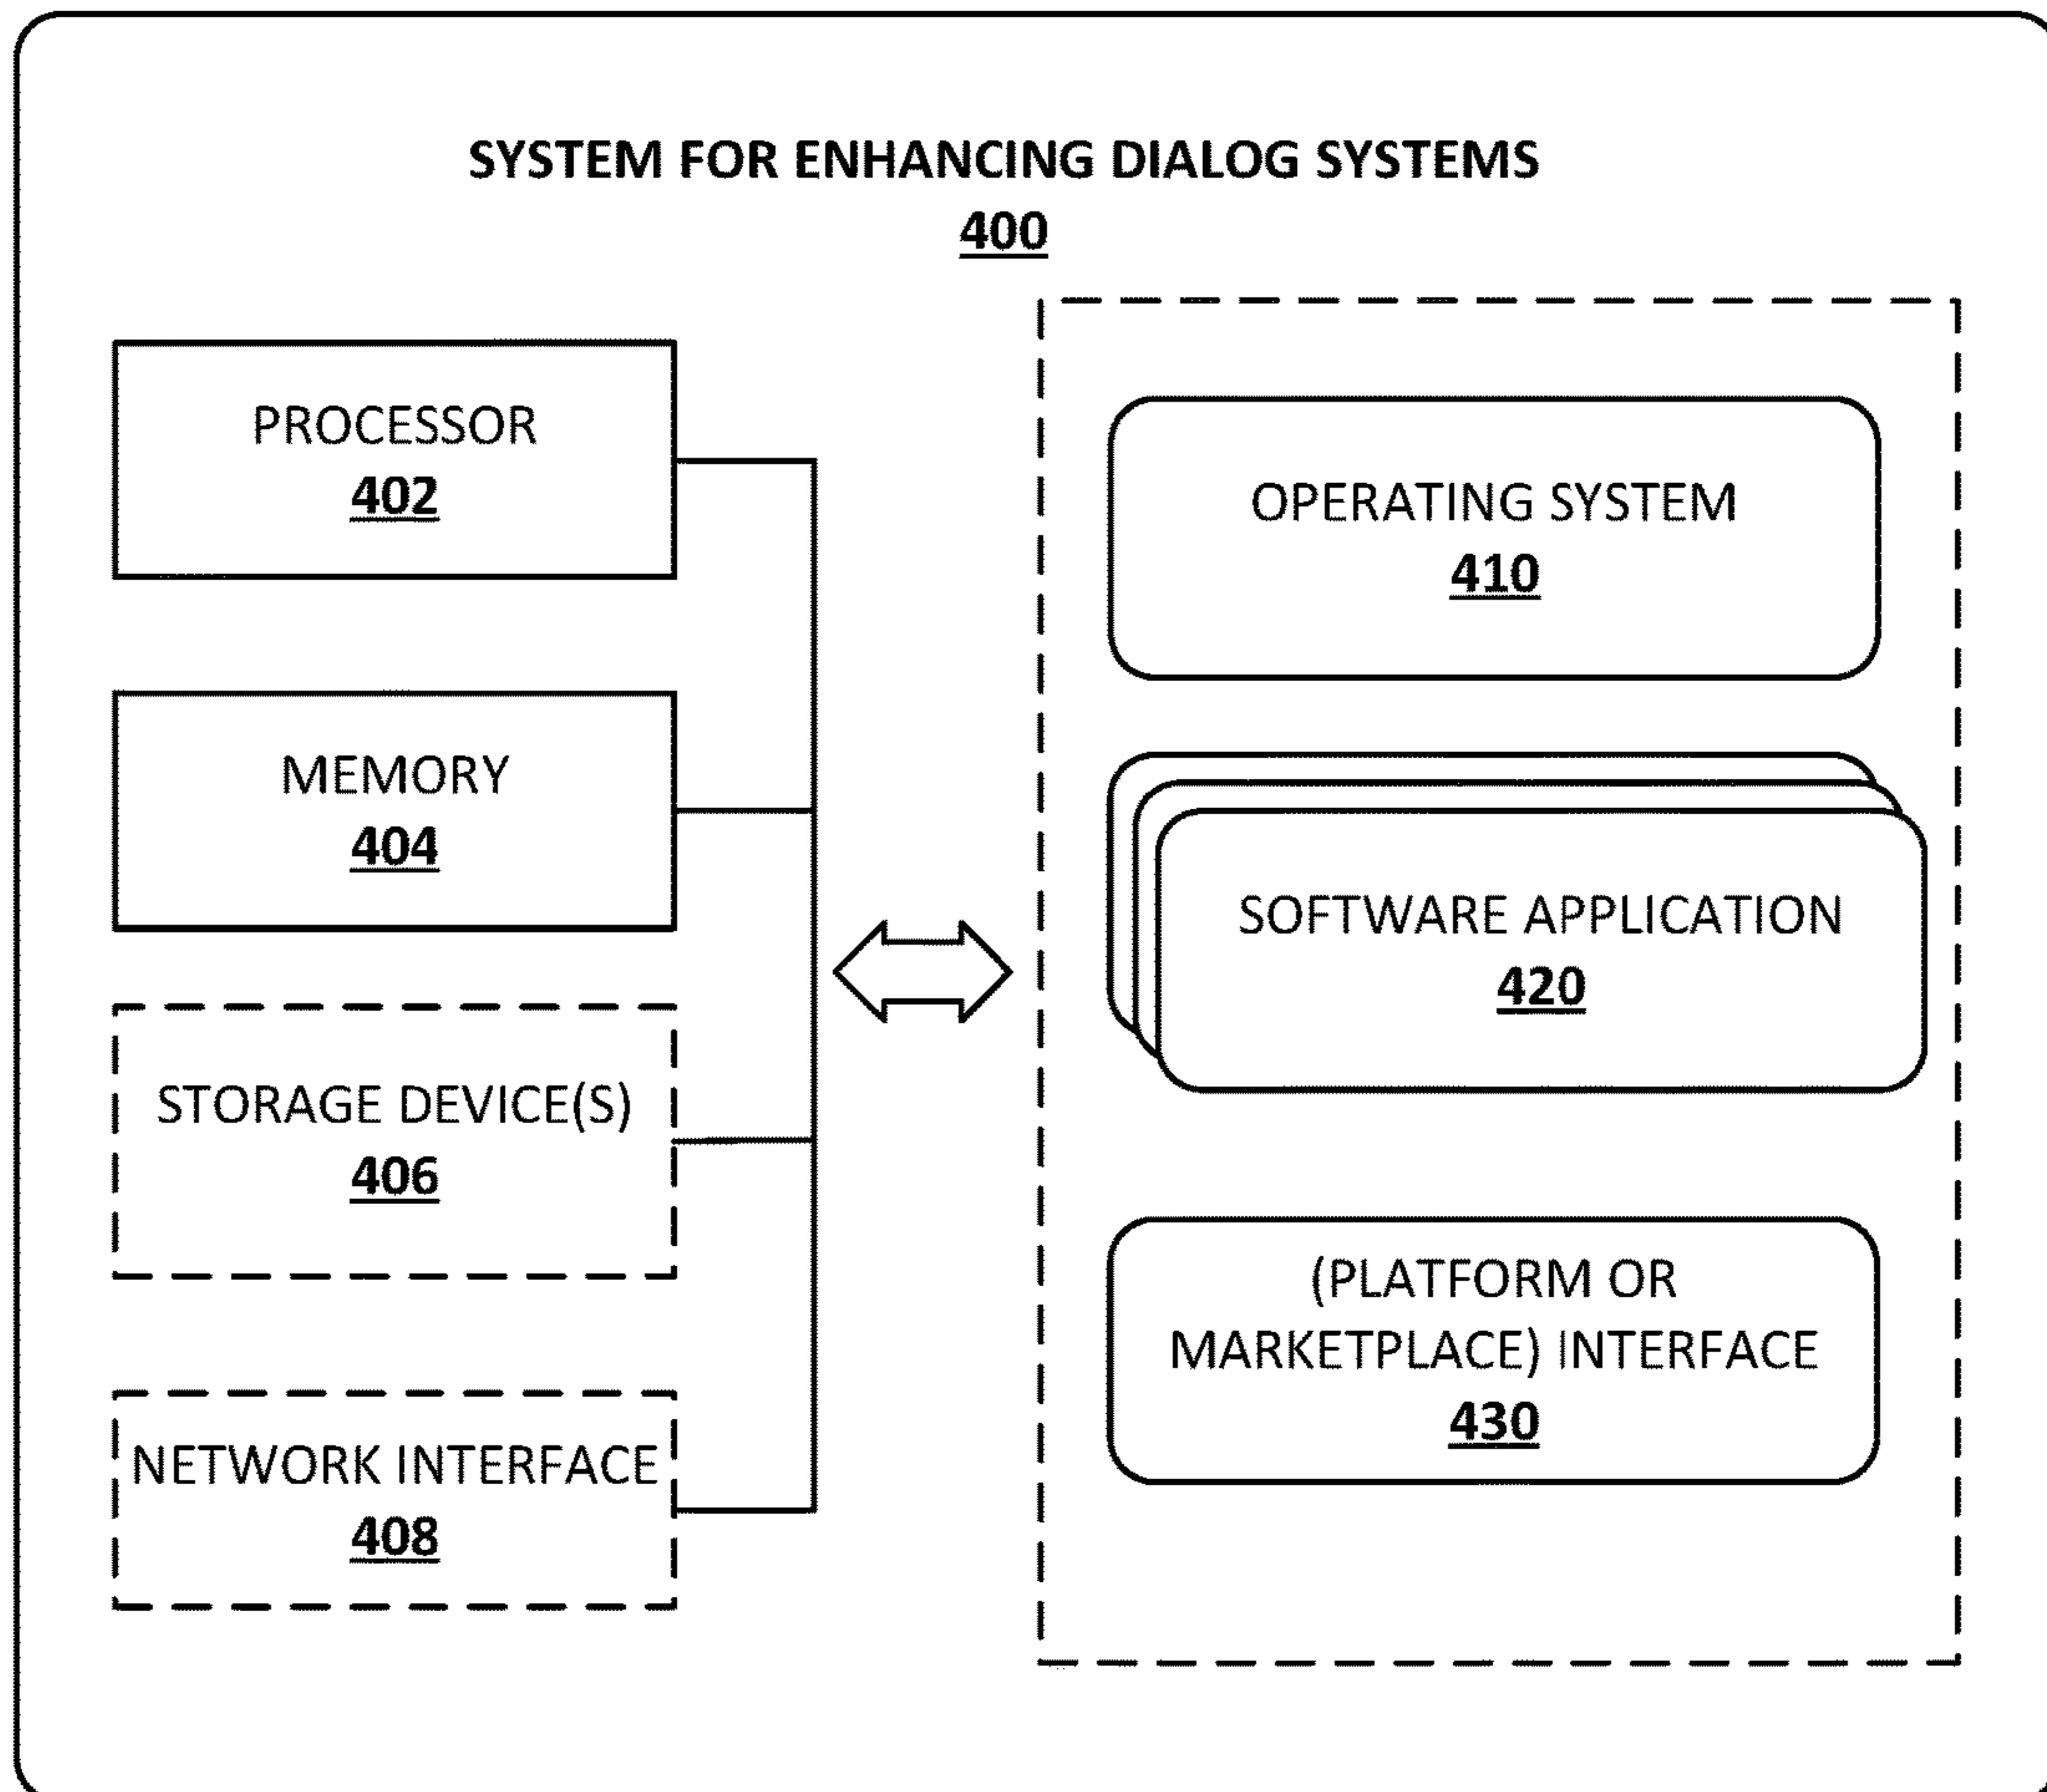 SYSTEM FOR ENHANCING DIALOG SYSTEMS
400
PROCESSOR
402
MEMORY
404
STORAGE DEVICE(S)
406
NETWORK INTERFACE
408
OPERATING SYSTEM
410
SOFTWARE APPLICATION
420
(PLATFORM OR
MARKETPLACE) INTERFACE
430